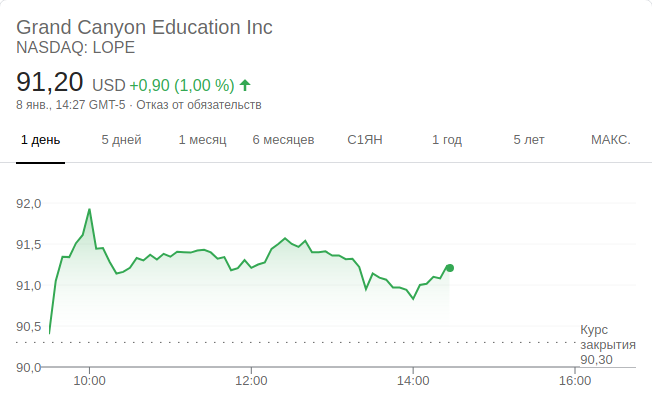 Grand Canyon Education Inc
NASDAQ: LOPE
91,20 USD +0,90 (1,00 %)
8 янв., 14:27 GMT-5 · Отказ от обязательств
1 день 5 дней 1 месяц 6 месяцев С1ЯН 1 год 5 лет МАКС.
92,0
91,5
91,0
90,5
Курс
закрытия
90,30
90,0
10:00 12:00 14:00 16:00